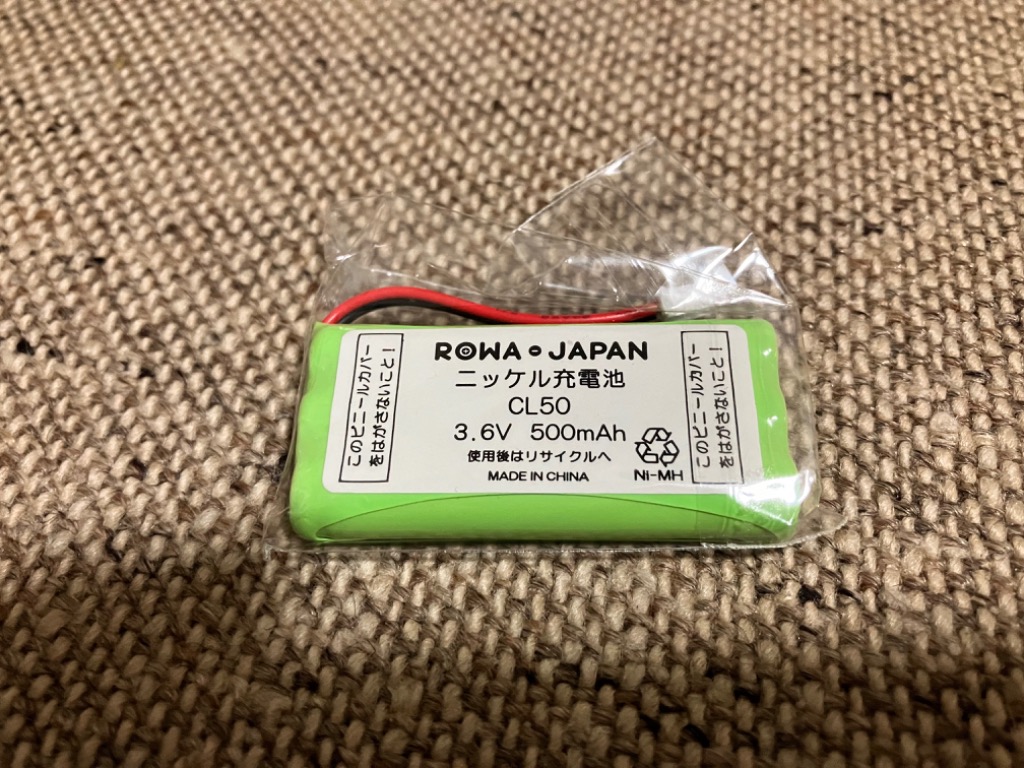 ROWA JAPAN
ニッケル充電池
CL50
3.6V 500mAh
使用後はリサイクルへ
MADE IN CHINA
Ni-MH
このビニールカバー
をはがさないこと!
このビニールカバー
をはがさないこと!